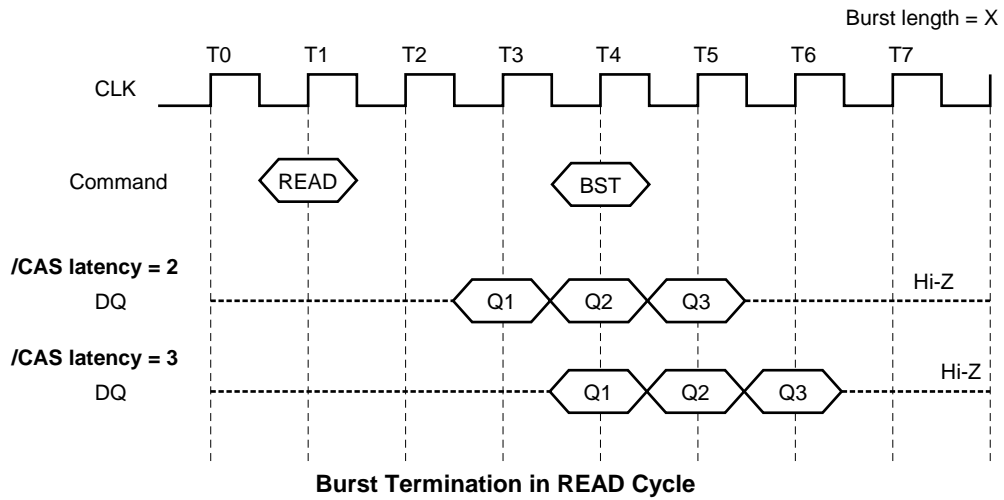 Burst length = X
T0 T1 T2 T3 T4 T5 T6 T7
CLK
Command READ BST
/CAS latency = 2
DQ Q1 Q2 Q3 Hi-Z
/CAS latency = 3
DQ Q1 Q2 Q3 Hi-Z
Burst Termination in READ Cycle